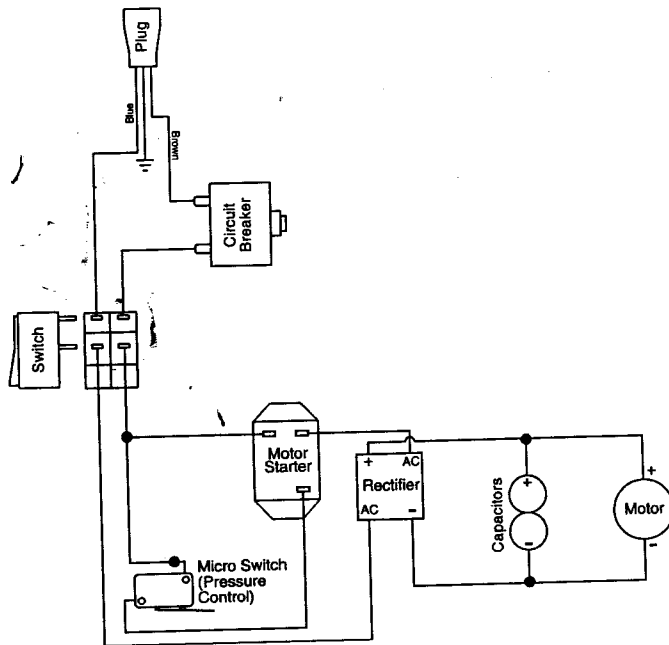 Plug
Blue
Brown
Circuit
Breaker
Switch
Motor
Starter
+ AC
Rectifier
AC -
+
-
Capacitors
+
Motor
-
Micro Switch
(Pressure
Control)